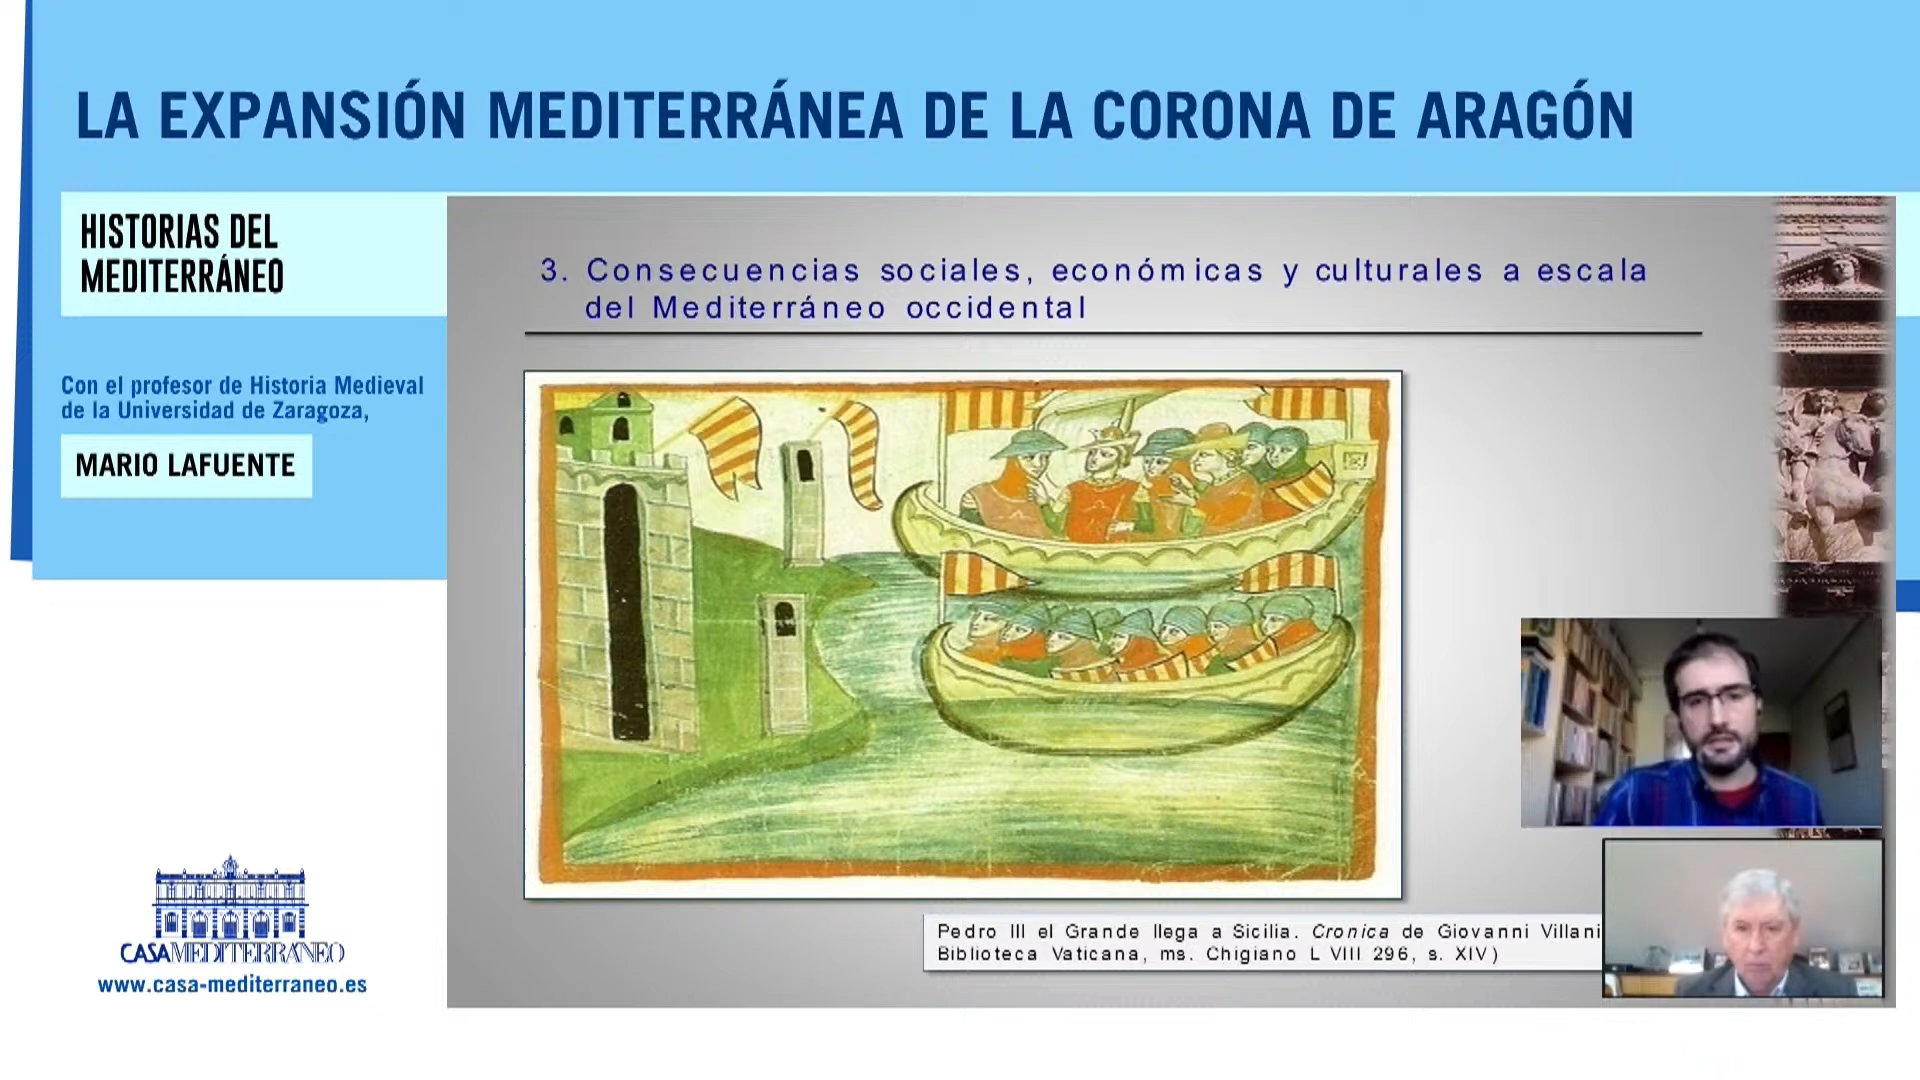 LA EXPANSIÓN MEDITERRÁNEA DE LA CORONA DE ARAGÓN
HISTORIAS DEL
MEDITERRÁNEO
Con el profesor de Historia Medieval
de la Universidad de Zaragoza,
MARIO LAFUENTE
3. Consecuencias sociales, económicas y culturales a escala
del Mediterráneo occidental
Pedro III el Grande llega a Sicilia. Cronica de Giovanni Villani
Biblioteca Vaticana, ms. Chigiano L VIII 296, s. XIV)
CASAMEDITERRÁNEO
www.casa-mediterraneo.es